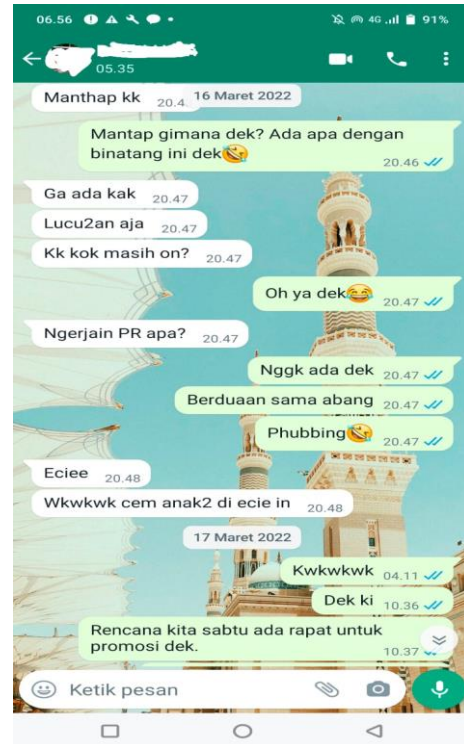 06.56
4G 91%
05.35
16 Maret 2022
Manthap kk 20.4
Mantap gimana dek? Ada apa dengan
binatang ini dek🤣
20.46
Ga ada kak 20.47
Lucu2an aja 20.47
Kk kok masih on? 20.47
Oh ya dek😂 20.47
Ngerjain PR apa? 20.47
Nggk ada dek 20.47
Berduaan sama abang 20.47
Phubbing🤣 20.47
Eciee 20.48
Wkwkwk cem anak2 di ecie in 20.48
17 Maret 2022
Kwkwkwk 04.11
Dek ki 10.36
Rencana kita sabtu ada rapat untuk
promosi dek.
10.37
Ketik pesan